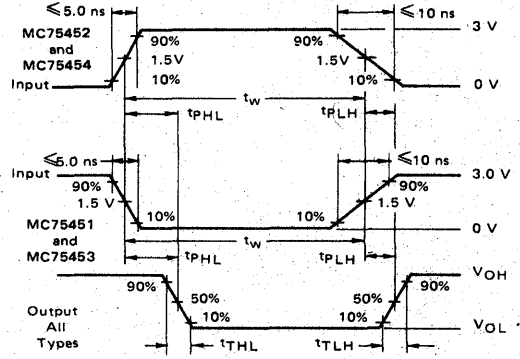 ≤5.0 ns
≤10 ns
MC75452
and
MC75454
90%
90%
3 V
1.5V
1.5 V
10%
10%
Input
0 V
tw
tPHL
tPLH
≤5.0 ns
≤10 ns
Input
3.0 V
90%
90%
1.5 V
1.5 V
10%
10%
0 V
MC75451
and
MC75453
tw
tPHL
tPLH
VOH
90%
90%
Output
All
Types
50%
50%
10%
10%
VOL
tTHL
tTLH